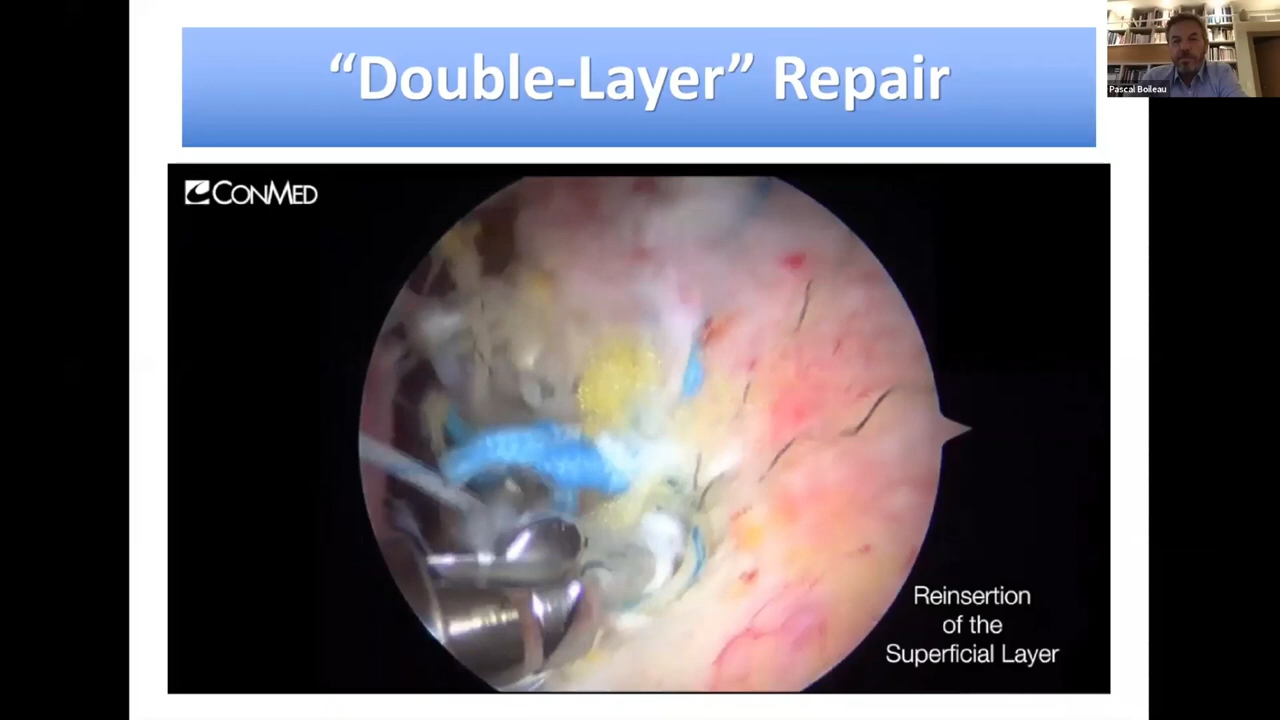 “Double-Layer” Repair
Pascal Boileau
CONMED
Reinsertion
of the
Superficial Layer